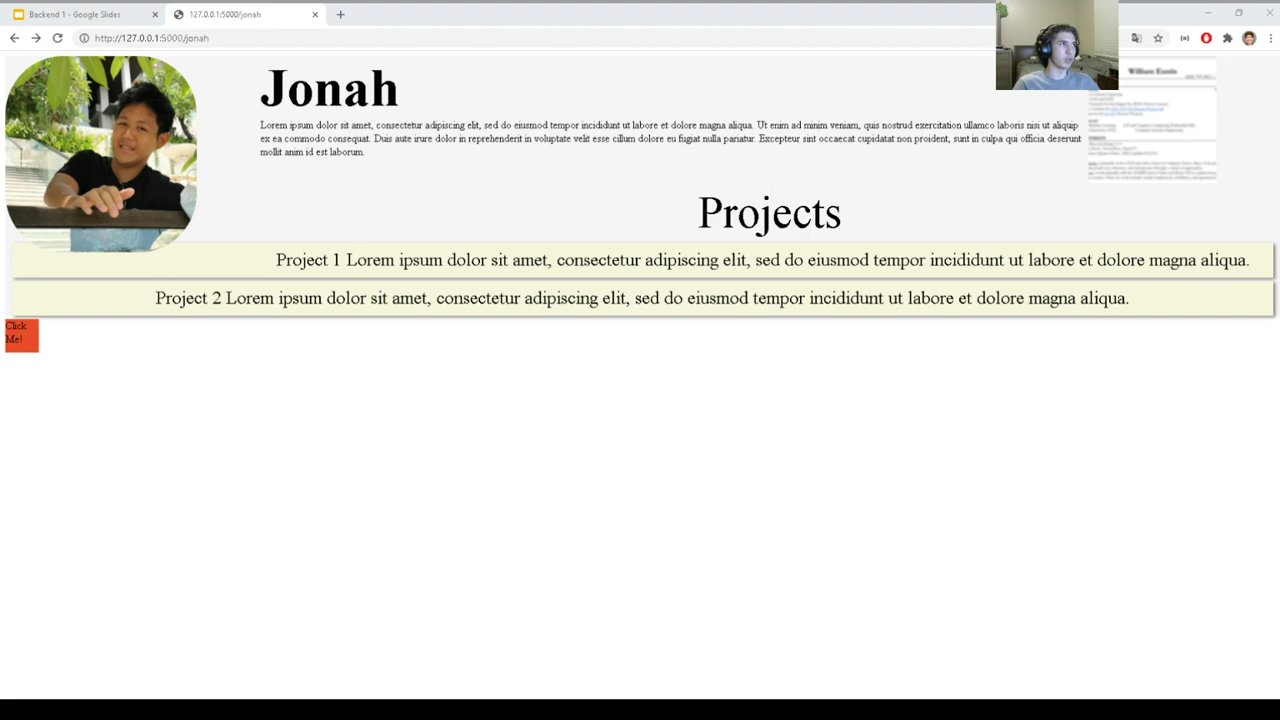 Backend 1 - Google Slides
127.0.0.1:5000/jonah
http://127.0.0.1:5000/jonah
William
Jonah
Lorem ipsum dolor sit amet, consectetur adipiscing elit, sed do eiusmod tempor incididunt ut labore et dolore magna aliqua. Ut enim ad minim veniam, quis nostrud exercitation ullamco laboris nisi ut aliquip
ex ea commodo consequat. Duis aute irure dolor in reprehenderit in voluptate velit esse cillum dolore eu fugiat nulla pariatur. Excepteur sint occaecat cupidatat non proident, sunt in culpa qui officia deserunt
mollit anim id est laborum.
Projects
Project 1 Lorem ipsum dolor sit amet, consectetur adipiscing elit, sed do eiusmod tempor incididunt ut labore et dolore magna aliqua.
Project 2 Lorem ipsum dolor sit amet, consectetur adipiscing elit, sed do eiusmod tempor incididunt ut labore et dolore magna aliqua.
Click
Me!